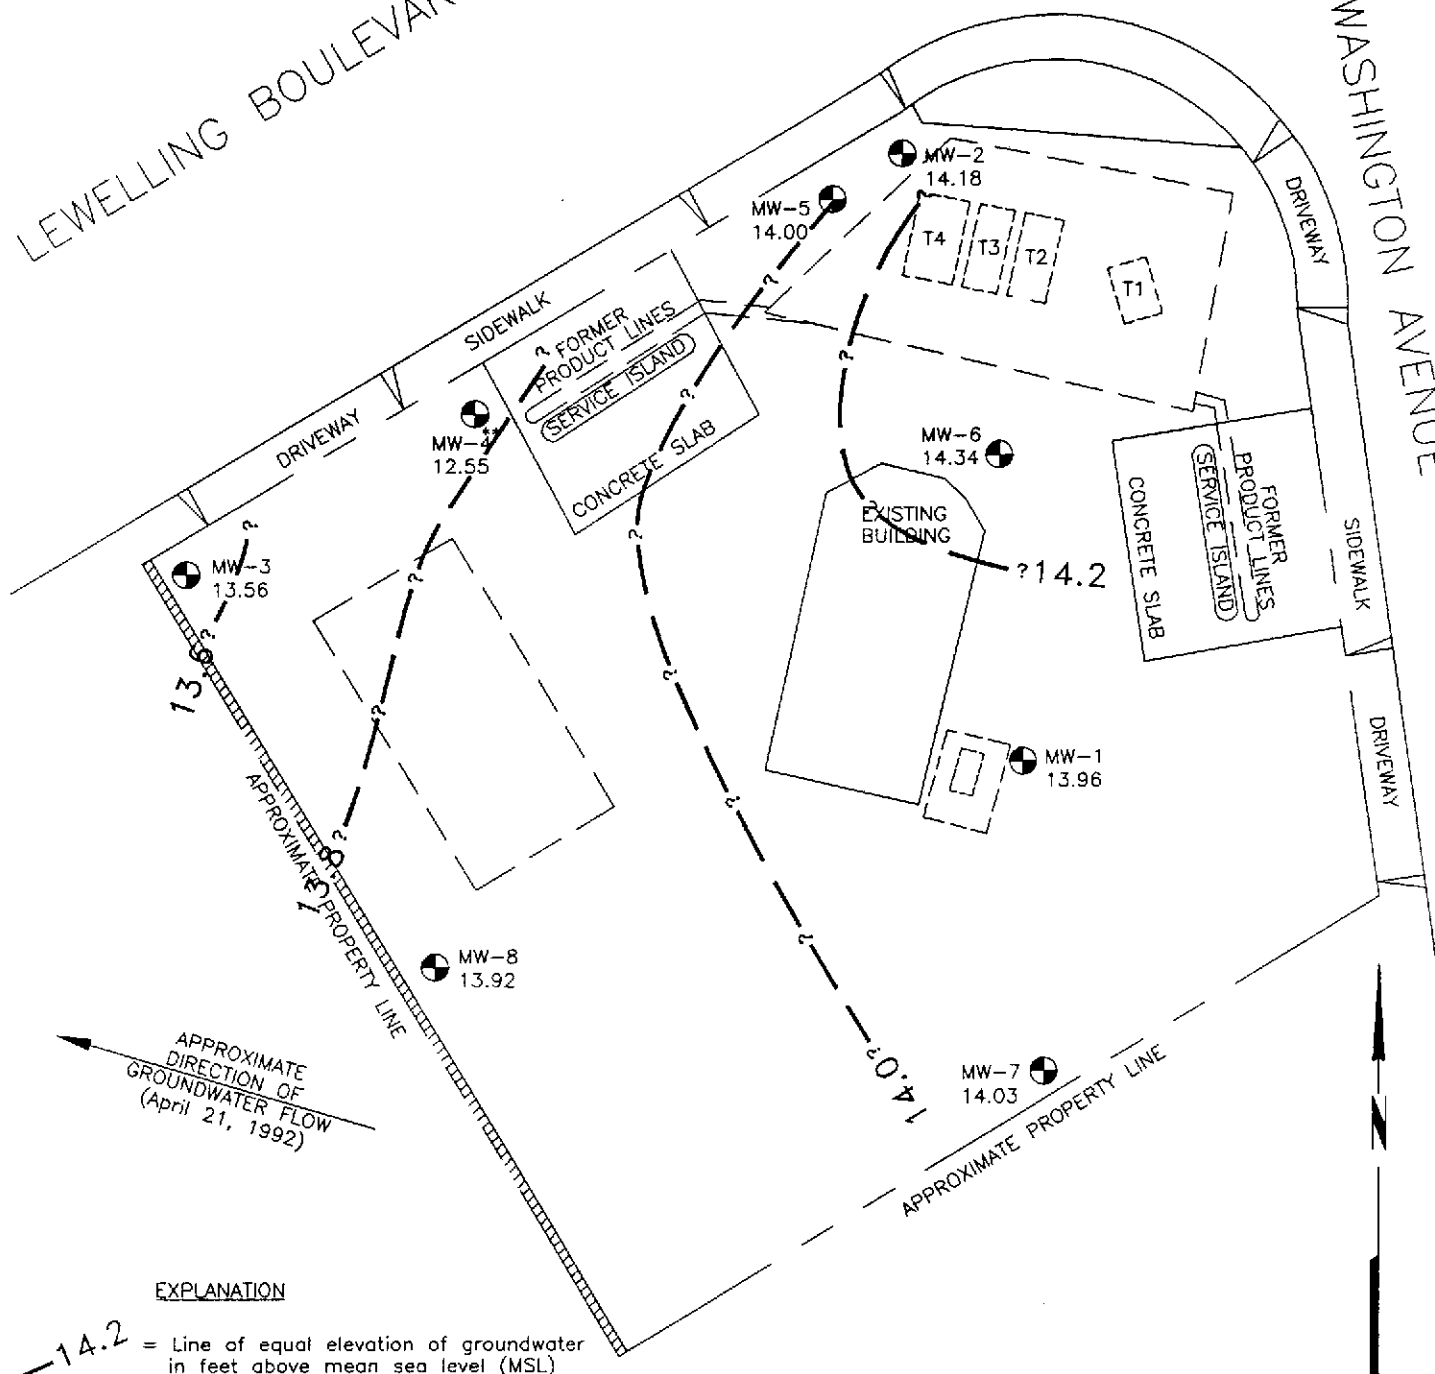 LEWELLING BOULEVAR
WASHINGTON AVENUE
MW-2
14.18
MW-5
14.00
T4
T3
T2
T1
DRIVEWAY
SIDEWALK
FORMER
PRODUCT LINES
SERVICE ISLAND
CONCRETE SLAB
DRIVEWAY
MW-4**
12.55
MW-6
14.34
EXISTING
BUILDING
?14.2
FORMER
PRODUCT LINES
SERVICE ISLAND
CONCRETE SLAB
SIDEWALK
DRIVEWAY
MW-3
13.56
13.6?
MW-1
13.96
13.8?
APPROXIMATE PROPERTY LINE
MW-8
13.92
14.0?
MW-7
14.03
APPROXIMATE PROPERTY LINE
APPROXIMATE
DIRECTION OF
GROUNDWATER FLOW
(April 21, 1992)
N
EXPLANATION
14.2 = Line of equal elevation of groundwater
in feet above mean sea level (MSL)